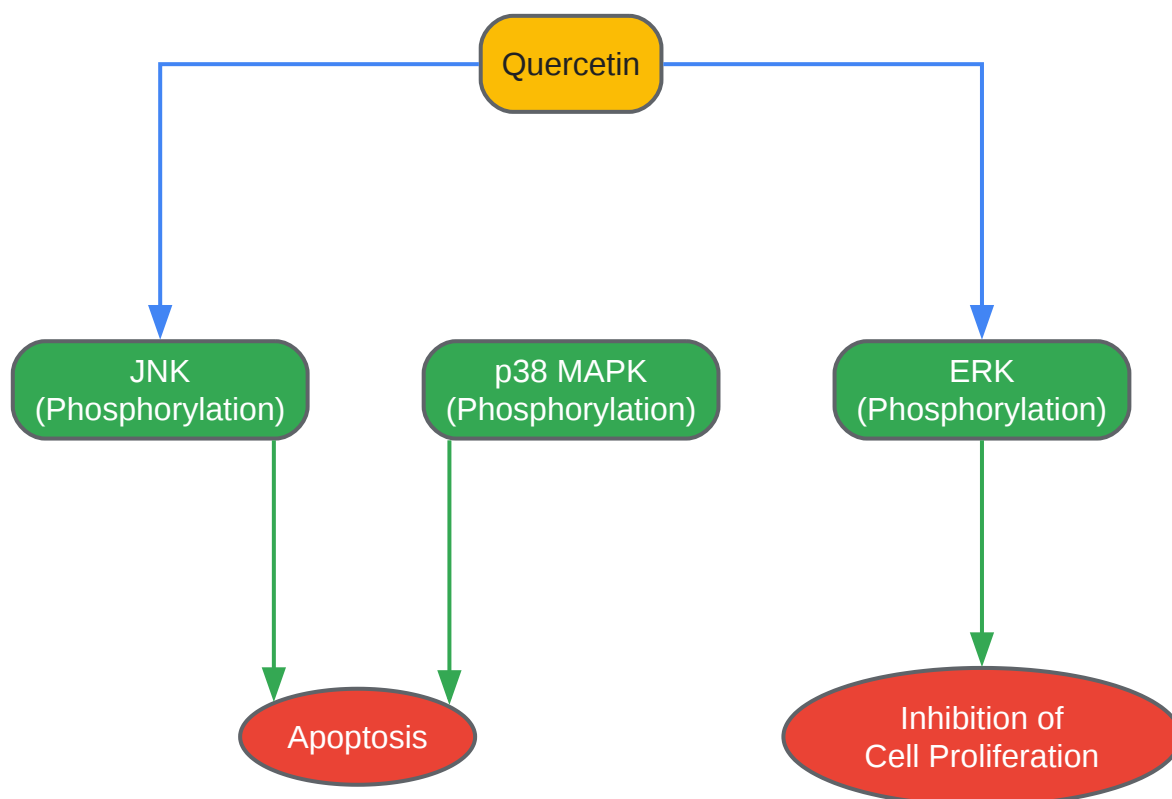 Quercetin
JNK
(Phosphorylation)
p38 MAPK
(Phosphorylation)
ERK
(Phosphorylation)
Apoptosis
Inhibition of
Cell Proliferation